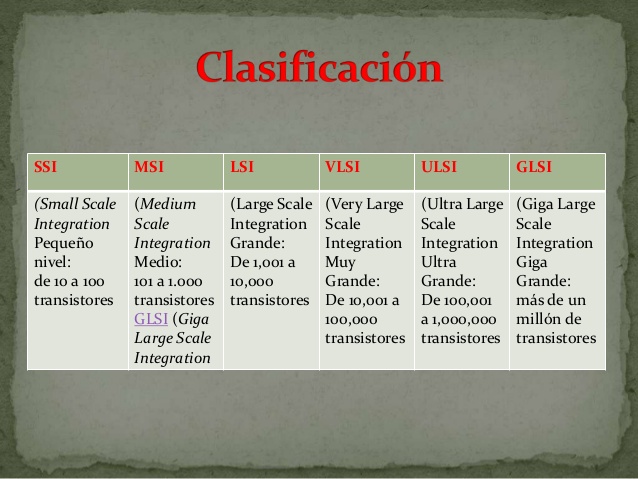 Clasificación
SSI
MSI
LSI
VLSI
ULSI
GLSI
(Small Scale
Integration
Pequeño
nivel:
de 10 a 100
transistores
(Medium
Scale
Integration
Medio:
101 a 1.000
transistores
GLSI (Giga
Large Scale
Integration
(Large Scale
Integration
Grande:
De 1,001 a
10,000
transistores
(Very Large
Scale
Integration
Muy
Grande:
De 10,001 a
100,000
transistores
(Ultra Large
Scale
Integration
Ultra
Grande:
De 100,001
a 1,000,000
transistores
(Giga Large
Scale
Integration
Giga
Grande:
más de un
millón de
transistores